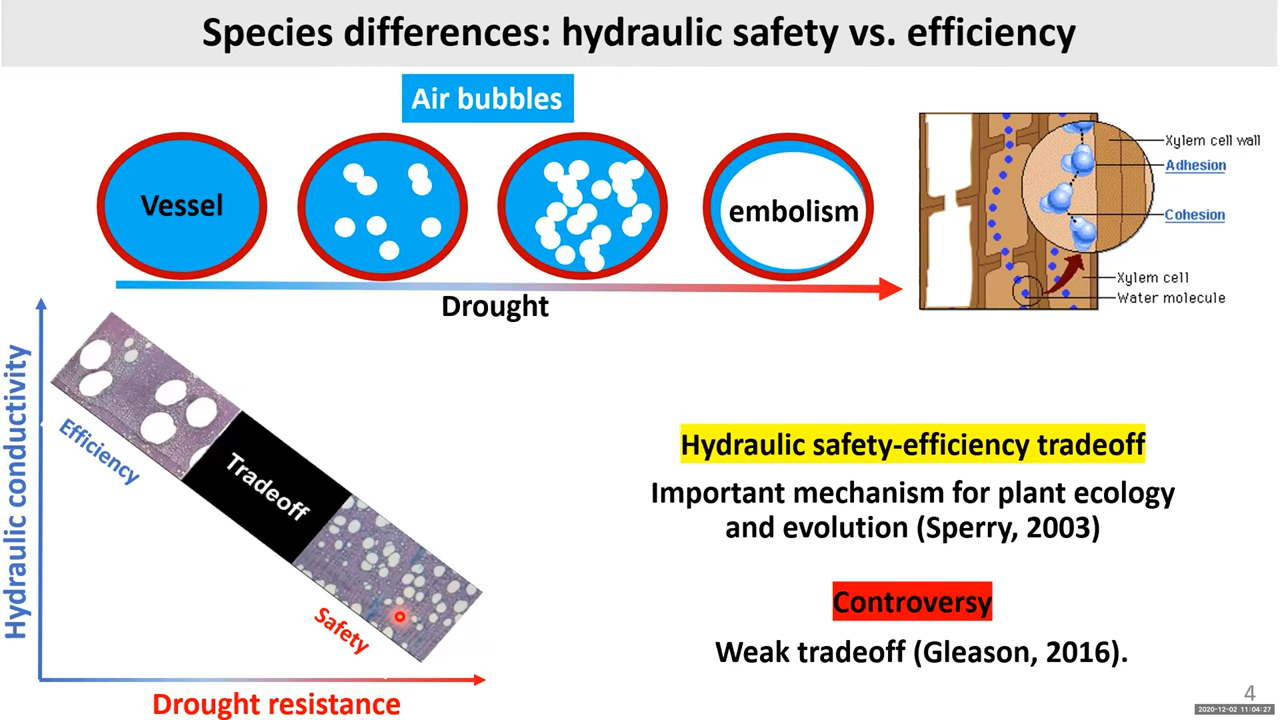 Species differences: hydraulic safety vs. efficiency
Air bubbles
Vessel
embolism
Drought
Xylem cell wall
Adhesion
Cohesion
Xylem cell
Water molecule
Hydraulic conductivity
Efficiency
Tradeoff
Safety
Drought resistance
Hydraulic safety-efficiency tradeoff
Important mechanism for plant ecology
and evolution (Sperry, 2003)
Controversy
Weak tradeoff (Gleason, 2016).
4
2020-12-02 11:04:27